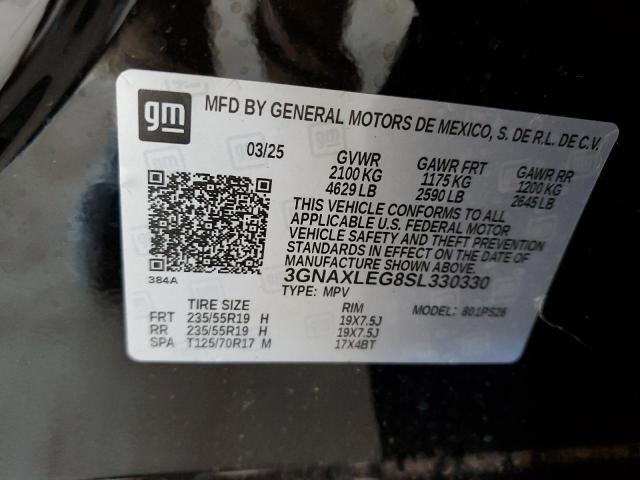 gm
MFD BY GENERAL MOTORS DE MEXICO, S. DE R.L. DE C.V.
03/25 GVWR GAWR FRT GAWR RR
2100 KG 1175 KG 1200 KG
4629 LB 2590 LB 2645 LB
THIS VEHICLE CONFORMS TO ALL
APPLICABLE U.S. FEDERAL MOTOR
VEHICLE SAFETY AND THEFT PREVENTION
STANDARDS IN EFFECT ON THE DATE OF
MANUFACTURE SHOWN ABOVE.
384A 3GNAXLEG8SL330330
TYPE: MPV MODEL: 801PS26
TIRE SIZE RIM
FRT 235/55R19 H 19X7.5J
RR 235/55R19 H 19X7.5J
SPA T125/70R17 M 17X4BT